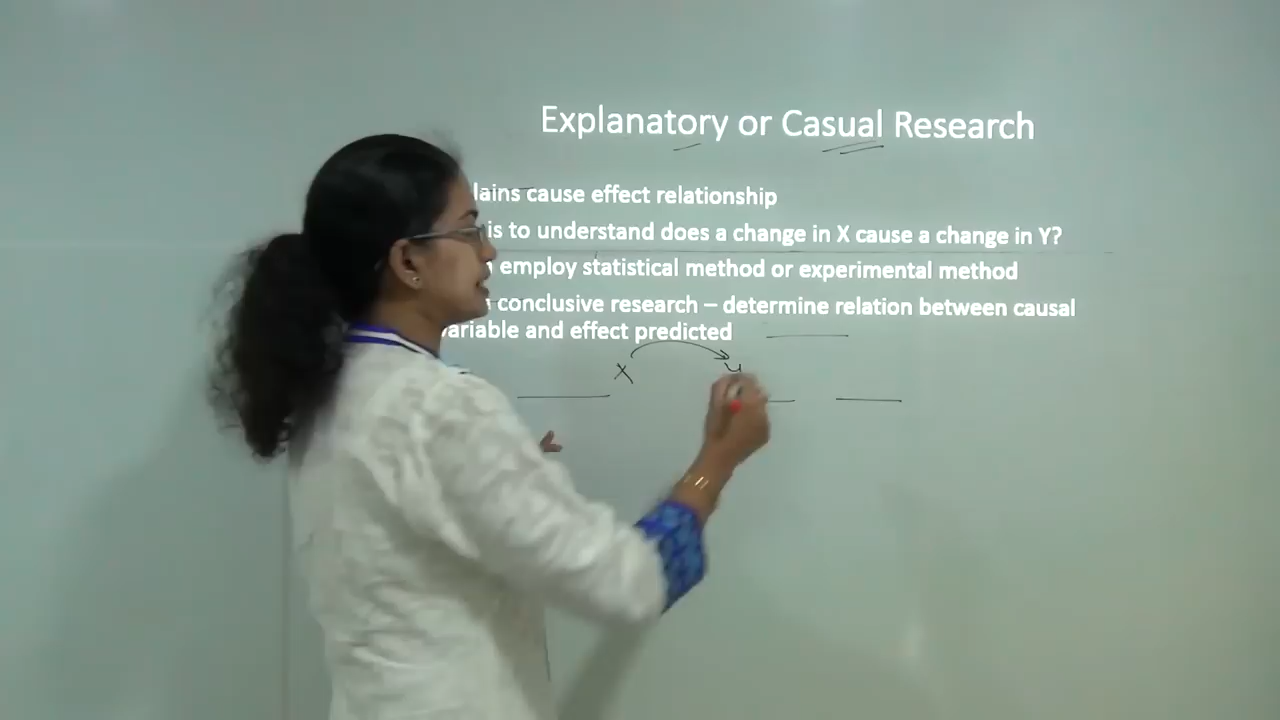 Explanatory or Casual Research
lains cause effect relationship
is to understand does a change in X cause a change in Y?
employ statistical method or experimental method
conclusive research – determine relation between causal
variable and effect predicted
X